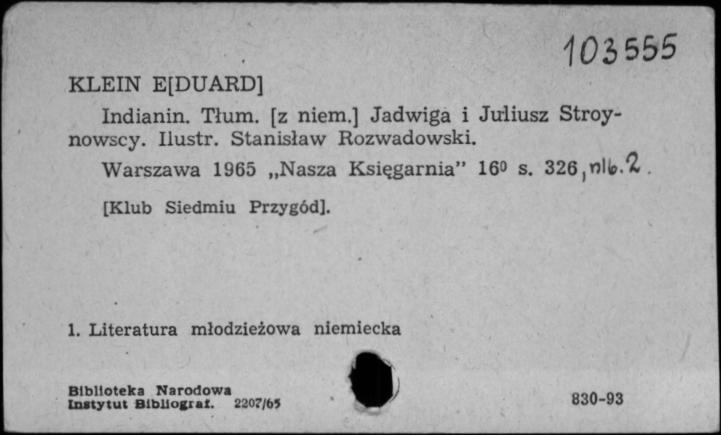 103555
KLEIN E[DUARD]
Indianin. Tłum. [z niem.] Jadwiga i Juliusz Stroy-
nowscy. Ilustr. Stanisław Rozwadowski.
Warszawa 1965 „Nasza Księgarnia” 16⁰ s. 326, nlb. 2.
[Klub Siedmiu Przygód].
1. Literatura młodzieżowa niemiecka
Biblioteka Narodowa
Instytut Bibliograf. 2207/65
830-93